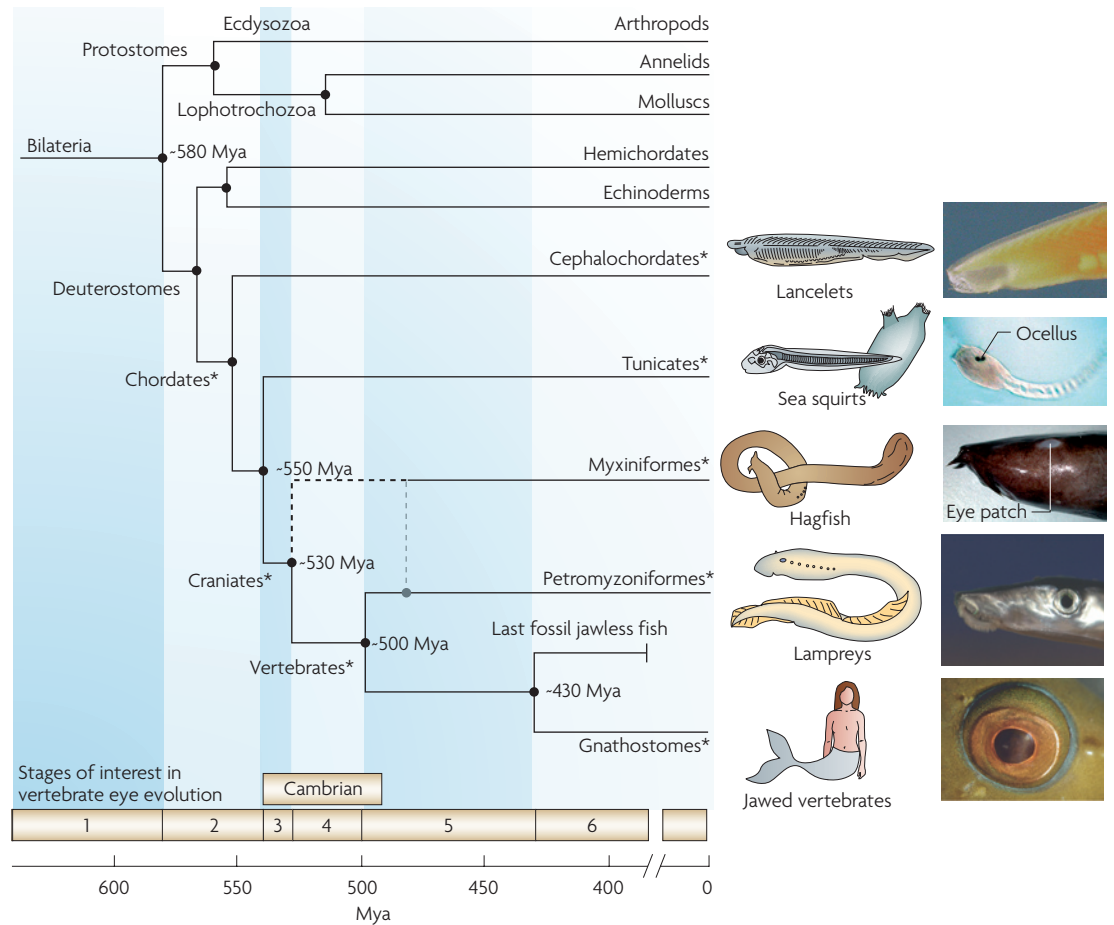 Ecdysozoa
Arthropods
Protostomes
Annelids
Lophotrochozoa
Molluscs
Bilateria
~580 Mya
Hemichordates
Echinoderms
Cephalochordates*
Deuterostomes
Lancelets
Chordates*
Tunicates*
Ocellus
Sea squirts
~550 Mya
Myxiniformes*
Hagfish
Eye patch
~530 Mya
Craniates*
Petromyzoniformes*
Last fossil jawless fish
~500 Mya
Vertebrates*
Lampreys
~430 Mya
Gnathostomes*
Jawed vertebrates
Stages of interest in
vertebrate eye evolution
Cambrian
1 2 3 4 5 6
600 550 500 450 400 0
Mya